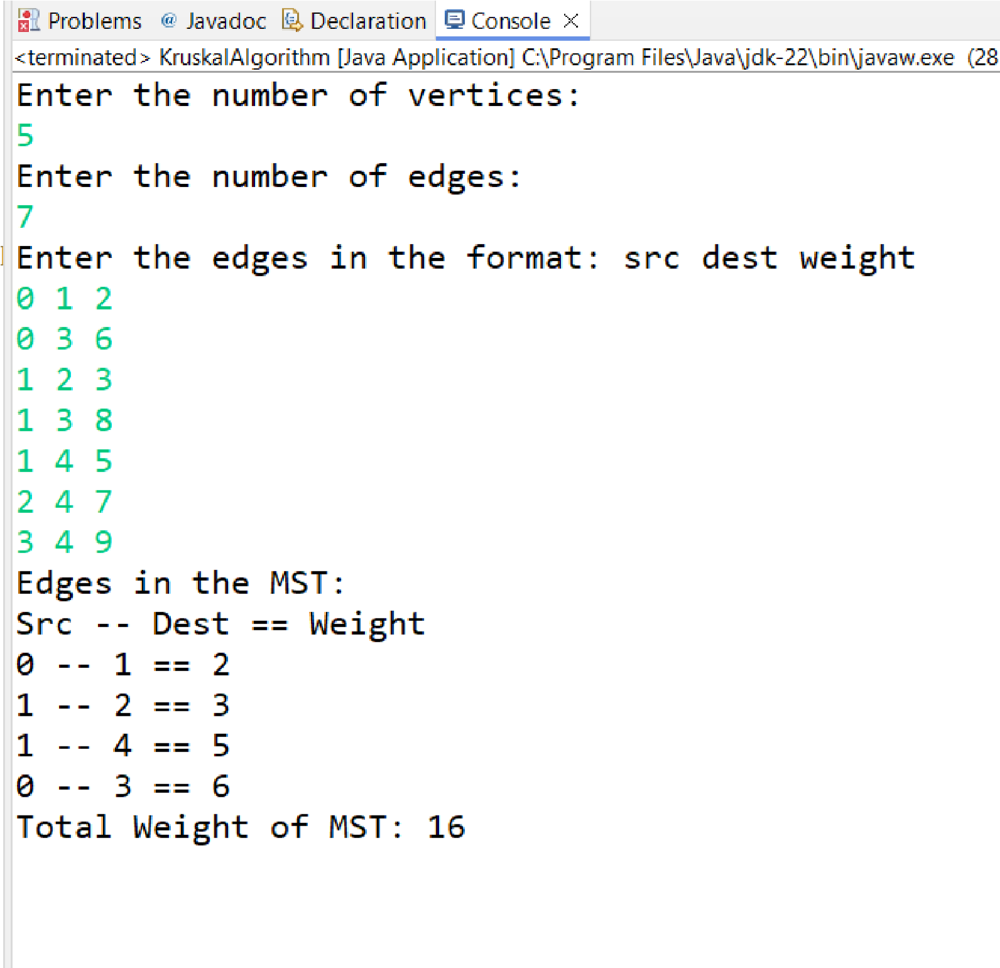 Problems @ Javadoc Declaration Console
<terminated> KruskalAlgorithm [Java Application] C:\Program Files\Java\jdk-22\bin\javaw.exe (28
Enter the number of vertices:
5
Enter the number of edges:
7
Enter the edges in the format: src dest weight
0 1 2
0 3 6
1 2 3
1 3 8
1 4 5
2 4 7
3 4 9
Edges in the MST:
Src -- Dest == Weight
0 -- 1 == 2
1 -- 2 == 3
1 -- 4 == 5
0 -- 3 == 6
Total Weight of MST: 16